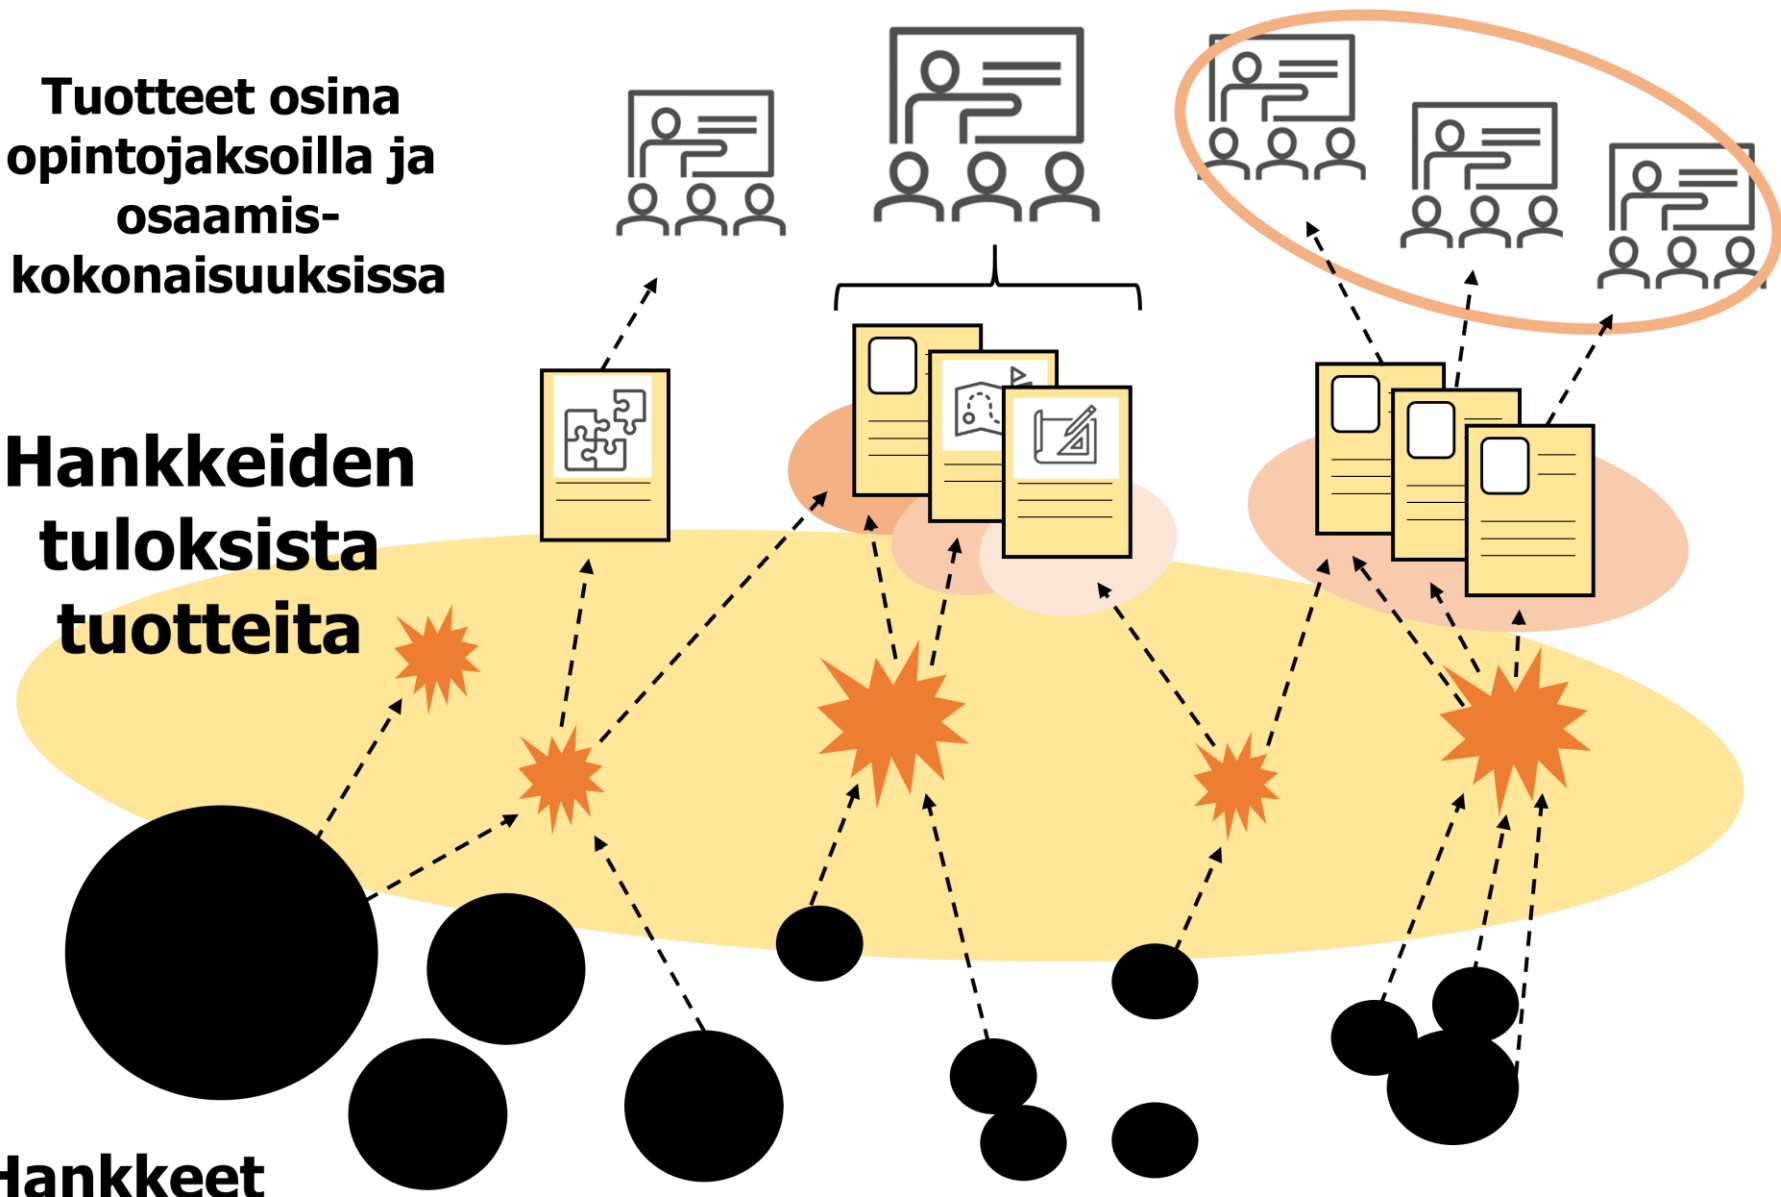 Tuotteet osina
opintojaksoilla ja
osaamis-
kokonaisuuksissa
Hankkeiden
tuloksista
tuotteita
Hankkeet